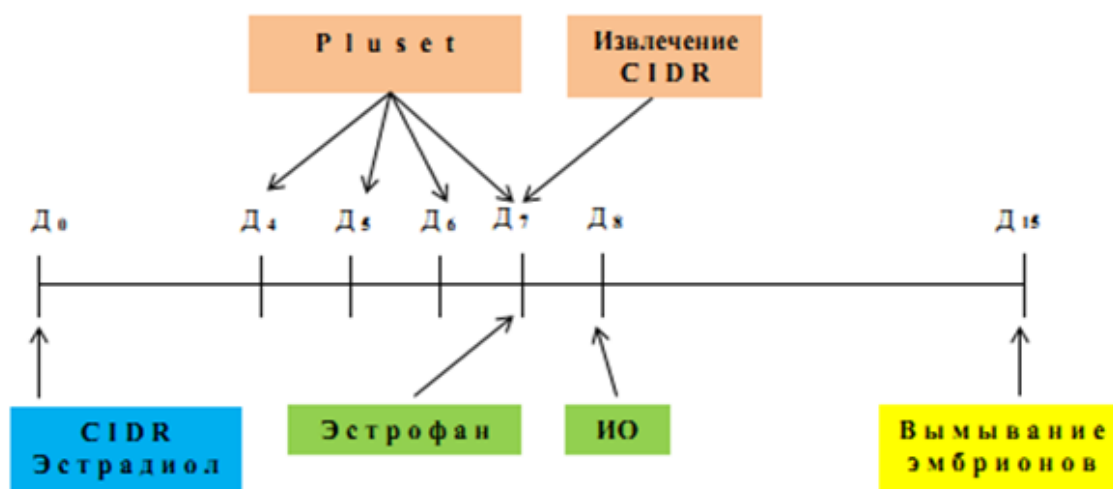 Pluset
Извлечение
CIDR
Д0 Д4 Д5 Д6 Д7 Д8 Д15
CIDR
Эстрадиол
Эстрофан
ИО
Вымывание
эмбрионов